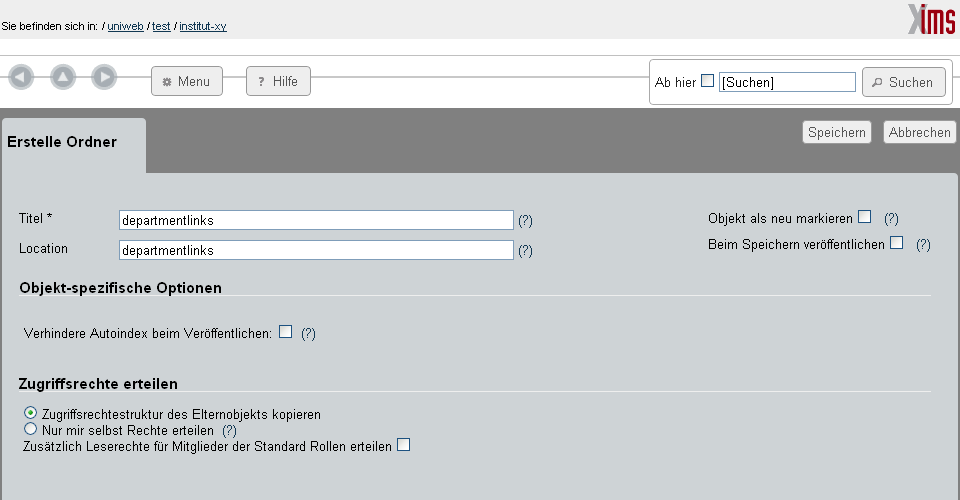 Sie befinden sich in: / uniweb / test / institut-xy
Xims
Menu
? Hilfe
Ab hier [Suchen] Suchen
Erstelle Ordner
Speichern Abbrechen
Titel * departmentlinks (?)
Objekt als neu markieren (?)
Location departmentlinks (?)
Beim Speichern veröffentlichen (?)
Objekt-spezifische Optionen
Verhindere Autoindex beim Veröffentlichen: (?)
Zugriffsrechte erteilen
Zugriffsrechtestruktur des Elternobjekts kopieren
Nur mir selbst Rechte erteilen (?)
Zusätzlich Leserechte für Mitglieder der Standard Rollen erteilen